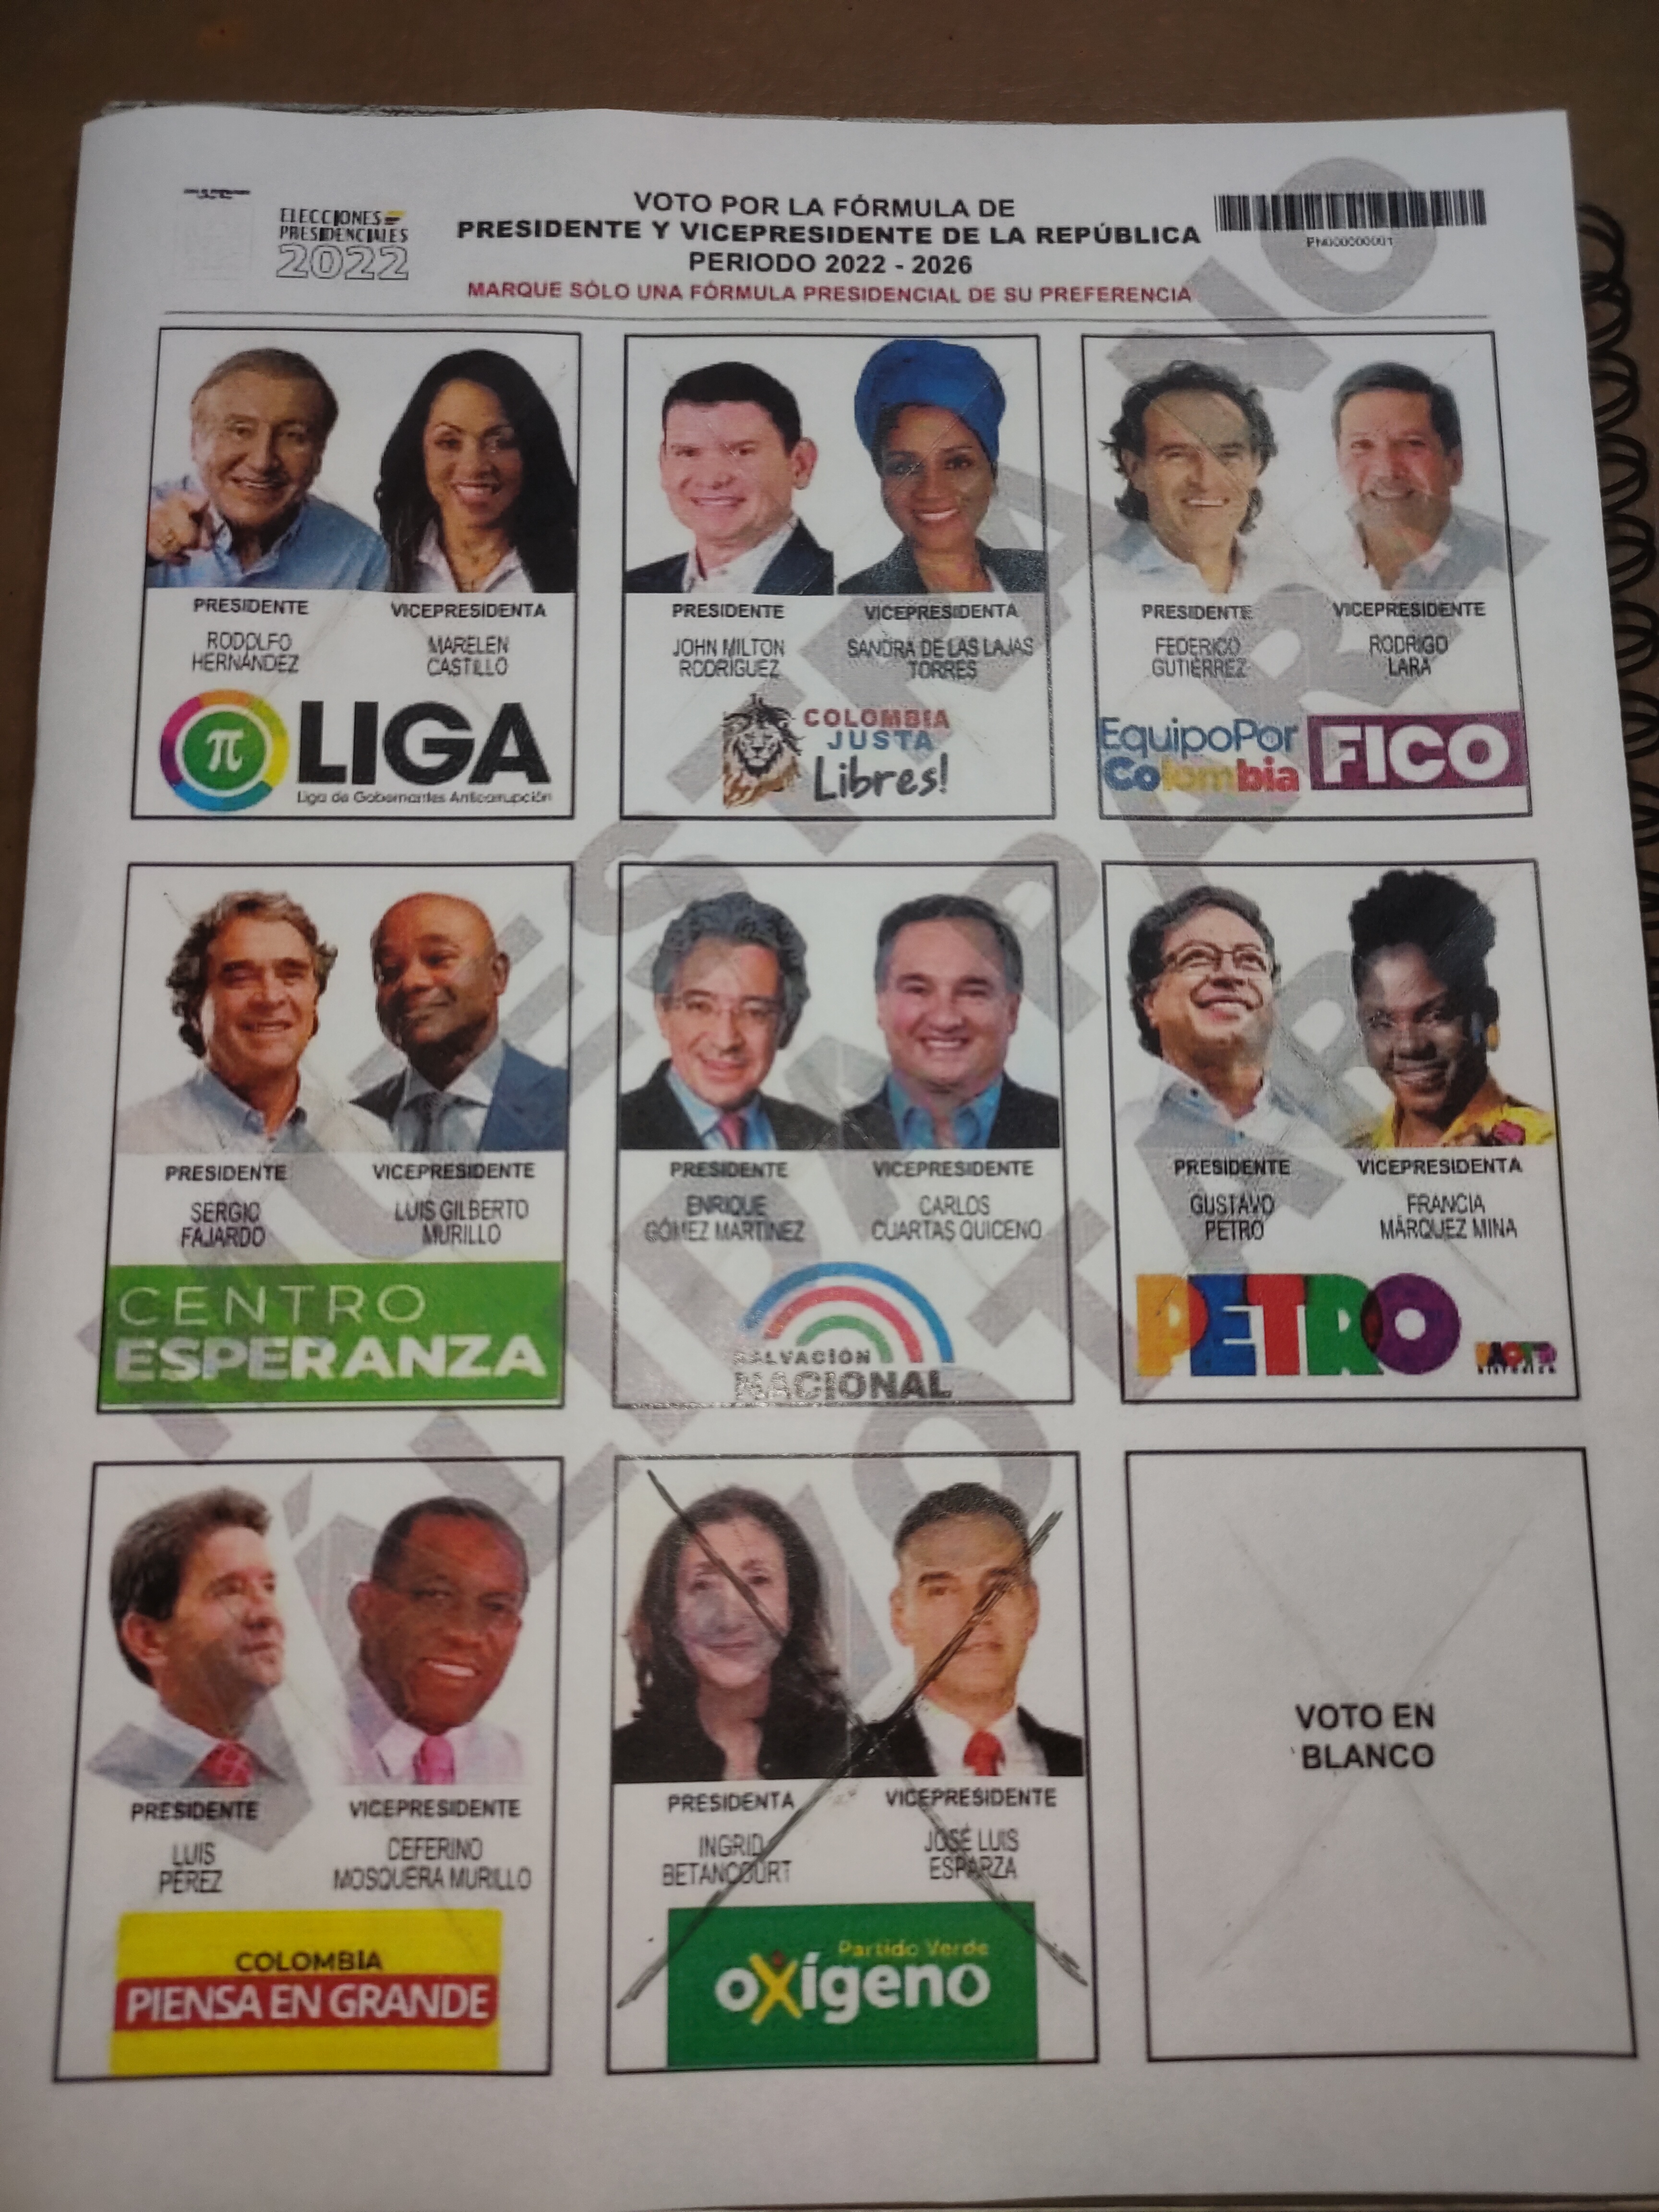 ELECCIONES
PRESIDENCIALES
2022
VOTO POR LA FÓRMULA DE
PRESIDENTE Y VICEPRESIDENTE DE LA REPÚBLICA
PERIODO 2022 - 2026
MARQUE SÓLO UNA FÓRMULA PRESIDENCIAL DE SU PREFERENCIA
PN000000001
PRESIDENTE
RODOLFO
HERNÁNDEZ
VICEPRESIDENTA
MARELEN
CASTILLO
π LIGA
Liga de Gobernantes Anticorrupción
PRESIDENTE
JOHN MILTON
RODRÍGUEZ
VICEPRESIDENTA
SANDRA DE LAS LAJAS
TORRES
COLOMBIA
JUSTA
Libres!
PRESIDENTE
FEDERICO
GUTIÉRREZ
VICEPRESIDENTE
RODRIGO
LARA
EquipoPor
Colombia
FICO
PRESIDENTE
SERGIO
FAJARDO
VICEPRESIDENTE
LUIS GILBERTO
MURILLO
CENTRO
ESPERANZA
PRESIDENTE
ENRIQUE
GÓMEZ MARTÍNEZ
VICEPRESIDENTE
CARLOS
CUARTAS QUICENO
SALVACIÓN
NACIONAL
PRESIDENTE
GUSTAVO
PETRO
VICEPRESIDENTA
FRANCIA
MÁRQUEZ MINA
PETRO
PACTO
HISTÓRICO
PRESIDENTE
LUIS
PÉREZ
VICEPRESIDENTE
CEFERINO
MOSQUERA MURILLO
COLOMBIA
PIENSA EN GRANDE
PRESIDENTA
INGRID
BETANCOURT
VICEPRESIDENTE
JOSÉ LUIS
ESPARZA
Partido Verde
oXígeno
VOTO EN
BLANCO